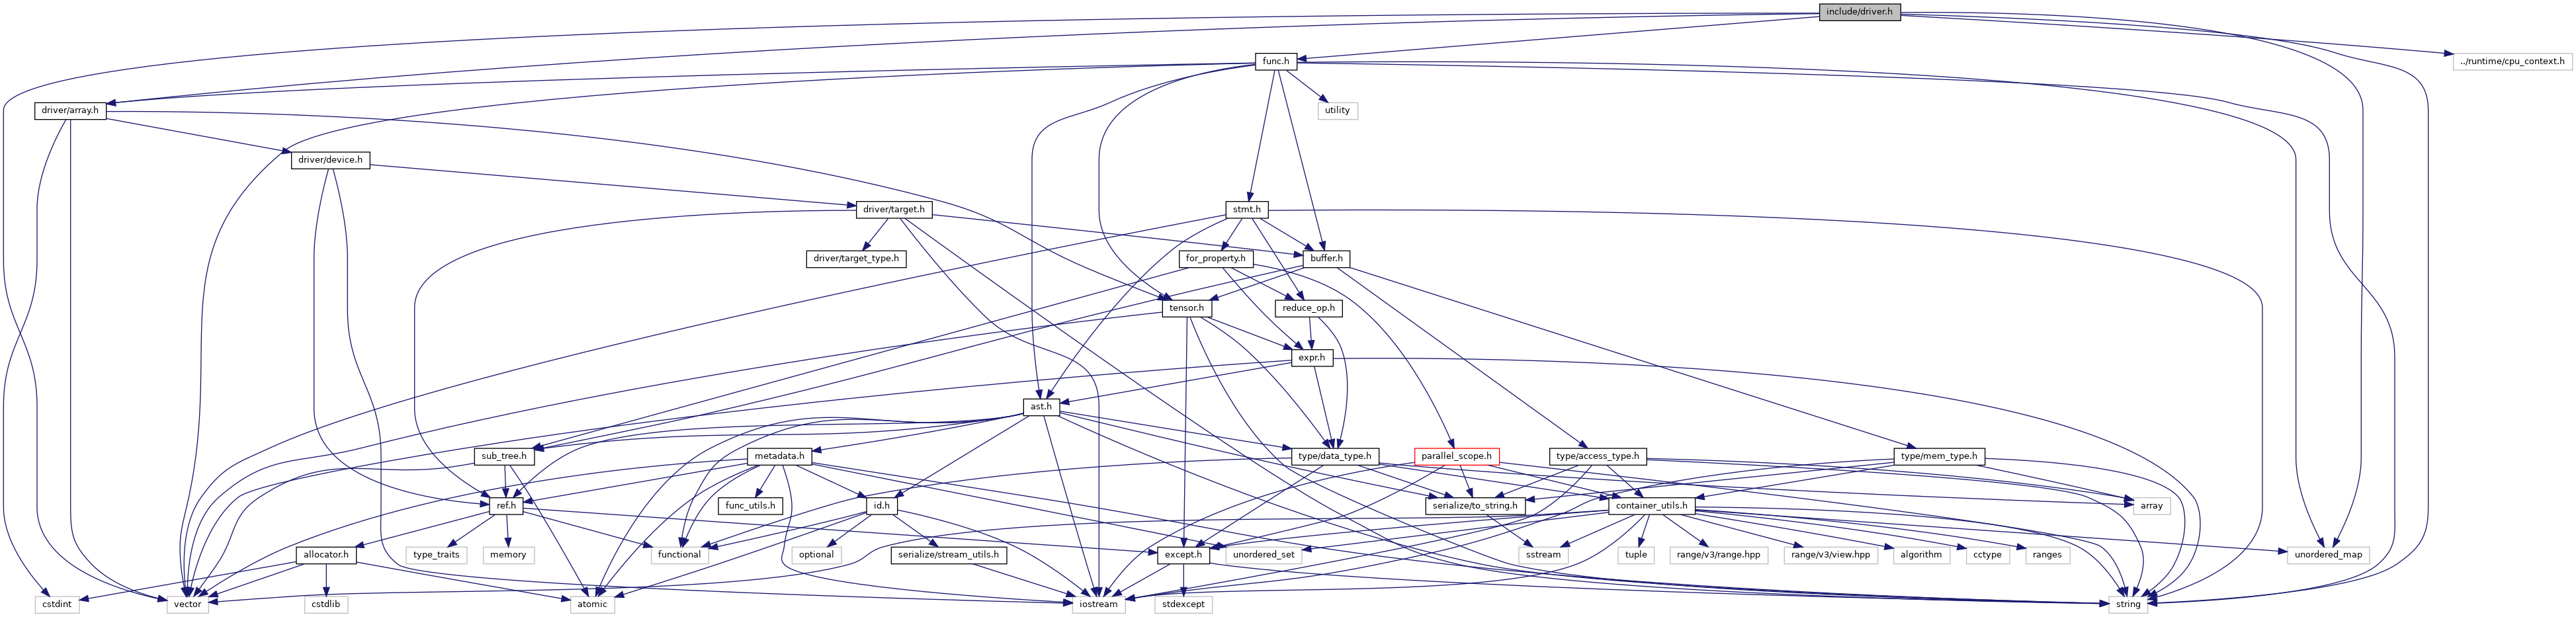 include/driver.h
func.h
../runtime/cpu_context.h
driver/array.h
utility
driver/device.h
driver/target.h
stmt.h
driver/target_type.h
for_property.h
buffer.h
tensor.h
reduce_op.h
expr.h
ast.h
sub_tree.h
metadata.h
type/data_type.h
parallel_scope.h
type/access_type.h
type/mem_type.h
ref.h
func_utils.h
id.h
serialize/to_string.h
container_utils.h
array
allocator.h
type_traits
memory
functional
optional
serialize/stream_utils.h
except.h
unordered_set
sstream
tuple
range/v3/range.hpp
range/v3/view.hpp
algorithm
cctype
ranges
unordered_map
cstdint
vector
cstdlib
atomic
iostream
stdexcept
string